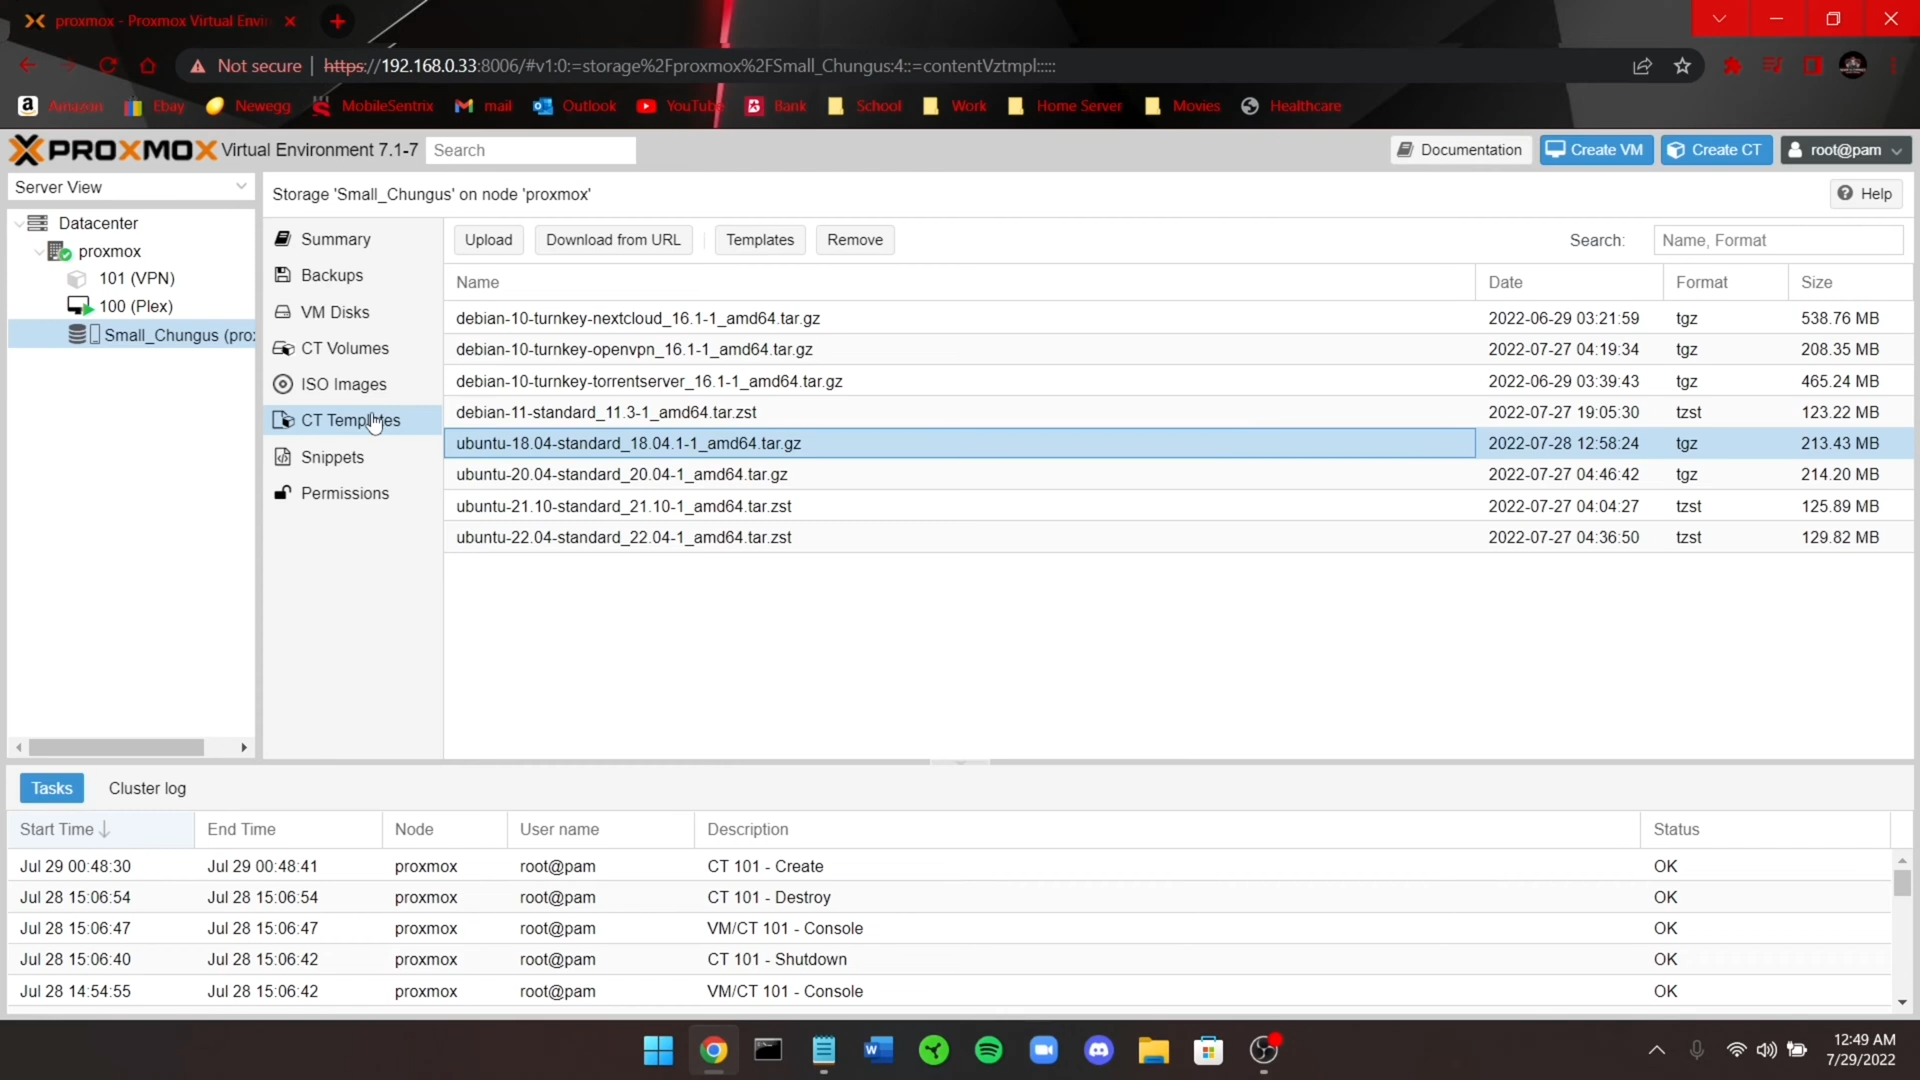 proxmox - Proxmox Virtual Envir
Not secure | https://192.168.0.33:8006/#v1:0:=storage%2Fproxmox%2FSmall_Chungus:4::=contentVztmpl:::::
Amazon Ebay Newegg MobileSentrix mail Outlook YouTube Bank School Work Home Server Movies Healthcare
PROXMOX Virtual Environment 7.1-7 Search Documentation Create VM Create CT root@pam
Server View
Storage 'Small_Chungus' on node 'proxmox' Help
Datacenter
proxmox
101 (VPN)
100 (Plex)
Small_Chungus (pro
Summary
Backups
VM Disks
CT Volumes
ISO Images
CT Templates
Snippets
Permissions
Upload Download from URL Templates Remove Search: Name, Format
Name Date Format Size
debian-10-turnkey-nextcloud_16.1-1_amd64.tar.gz 2022-06-29 03:21:59 tgz 538.76 MB
debian-10-turnkey-openvpn_16.1-1_amd64.tar.gz 2022-07-27 04:19:34 tgz 208.35 MB
debian-10-turnkey-torrentserver_16.1-1_amd64.tar.gz 2022-06-29 03:39:43 tgz 465.24 MB
debian-11-standard_11.3-1_amd64.tar.zst 2022-07-27 19:05:30 tzst 123.22 MB
ubuntu-18.04-standard_18.04.1-1_amd64.tar.gz 2022-07-28 12:58:24 tgz 213.43 MB
ubuntu-20.04-standard_20.04-1_amd64.tar.gz 2022-07-27 04:46:42 tgz 214.20 MB
ubuntu-21.10-standard_21.10-1_amd64.tar.zst 2022-07-27 04:04:27 tzst 125.89 MB
ubuntu-22.04-standard_22.04-1_amd64.tar.zst 2022-07-27 04:36:50 tzst 129.82 MB
Tasks Cluster log
Start Time End Time Node User name Description Status
Jul 29 00:48:30 Jul 29 00:48:41 proxmox root@pam CT 101 - Create OK
Jul 28 15:06:54 Jul 28 15:06:54 proxmox root@pam CT 101 - Destroy OK
Jul 28 15:06:47 Jul 28 15:06:47 proxmox root@pam VM/CT 101 - Console OK
Jul 28 15:06:40 Jul 28 15:06:42 proxmox root@pam CT 101 - Shutdown OK
Jul 28 14:54:55 Jul 28 15:06:42 proxmox root@pam VM/CT 101 - Console OK
12:49 AM
7/29/2022